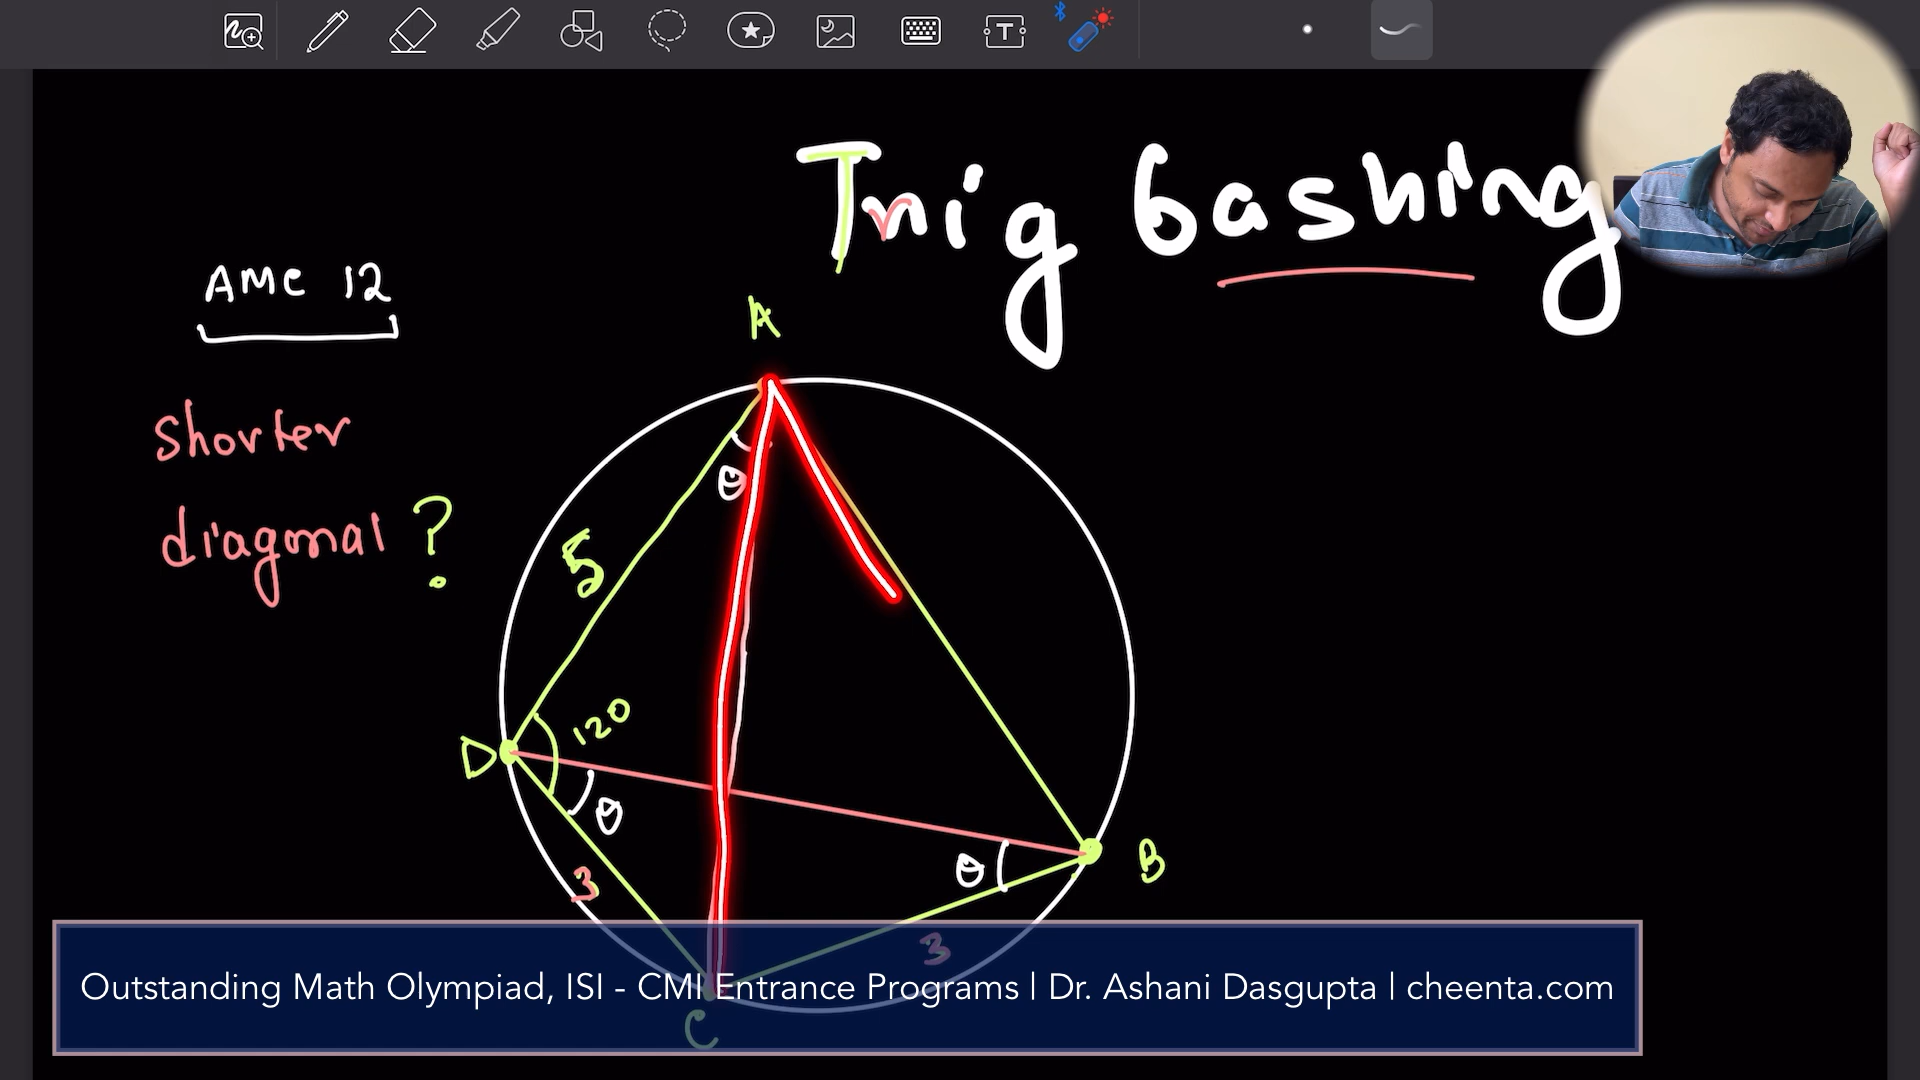 Trig bashing
AMC 12
Shorter
diagonal ?
A
θ
5
120
D
θ
θ
B
3
3
Outstanding Math Olympiad, ISI - CMI Entrance Programs | Dr. Ashani Dasgupta | cheenta.com
C
T